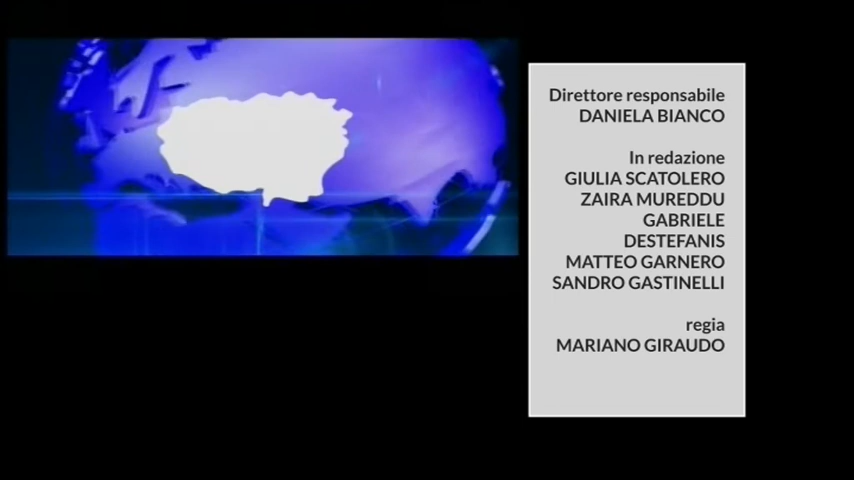 Direttore responsabile
DANIELA BIANCO
In redazione
GIULIA SCATOLERO
ZAIRA MUREDDU
GABRIELE
DESTEFANIS
MATTEO GARNERO
SANDRO GASTINELLI
regia
MARIANO GIRAUDO